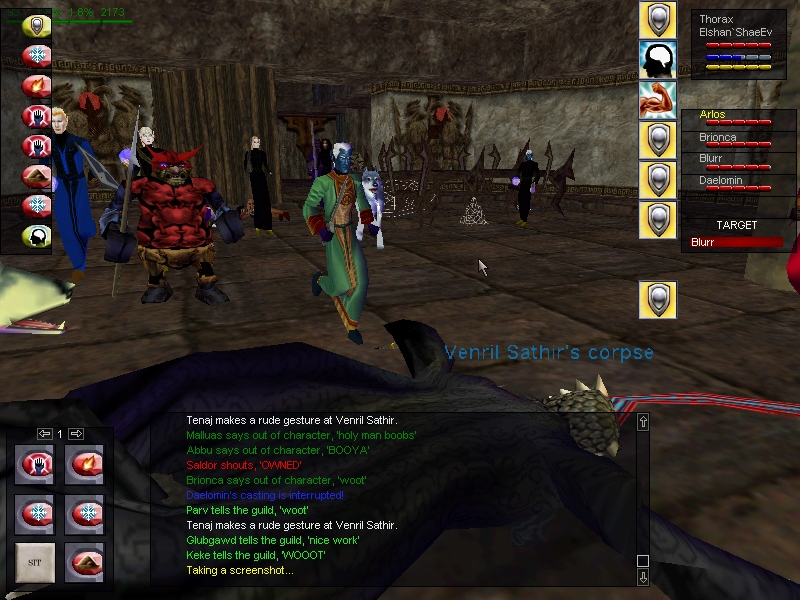 1.6% 2173
Thorax
Elshan`ShaeEv
Arlos
Brionca
Blurr
Daelomin
TARGET
Blurr
Venril Sathir's corpse
1
SIT
Tenaj makes a rude gesture at Venril Sathir.
Malluas says out of character, 'holy man boobs'
Abbu says out of character, 'BOOYA'
Saldor shouts, 'OWNED'
Brionca says out of character, 'woot'
Daelomin's casting is interrupted!
Parv tells the guild, 'woot'
Tenaj makes a rude gesture at Venril Sathir.
Glubgawd tells the guild, 'nice work'
Keke tells the guild, 'WOOOT'
Taking a screenshot...